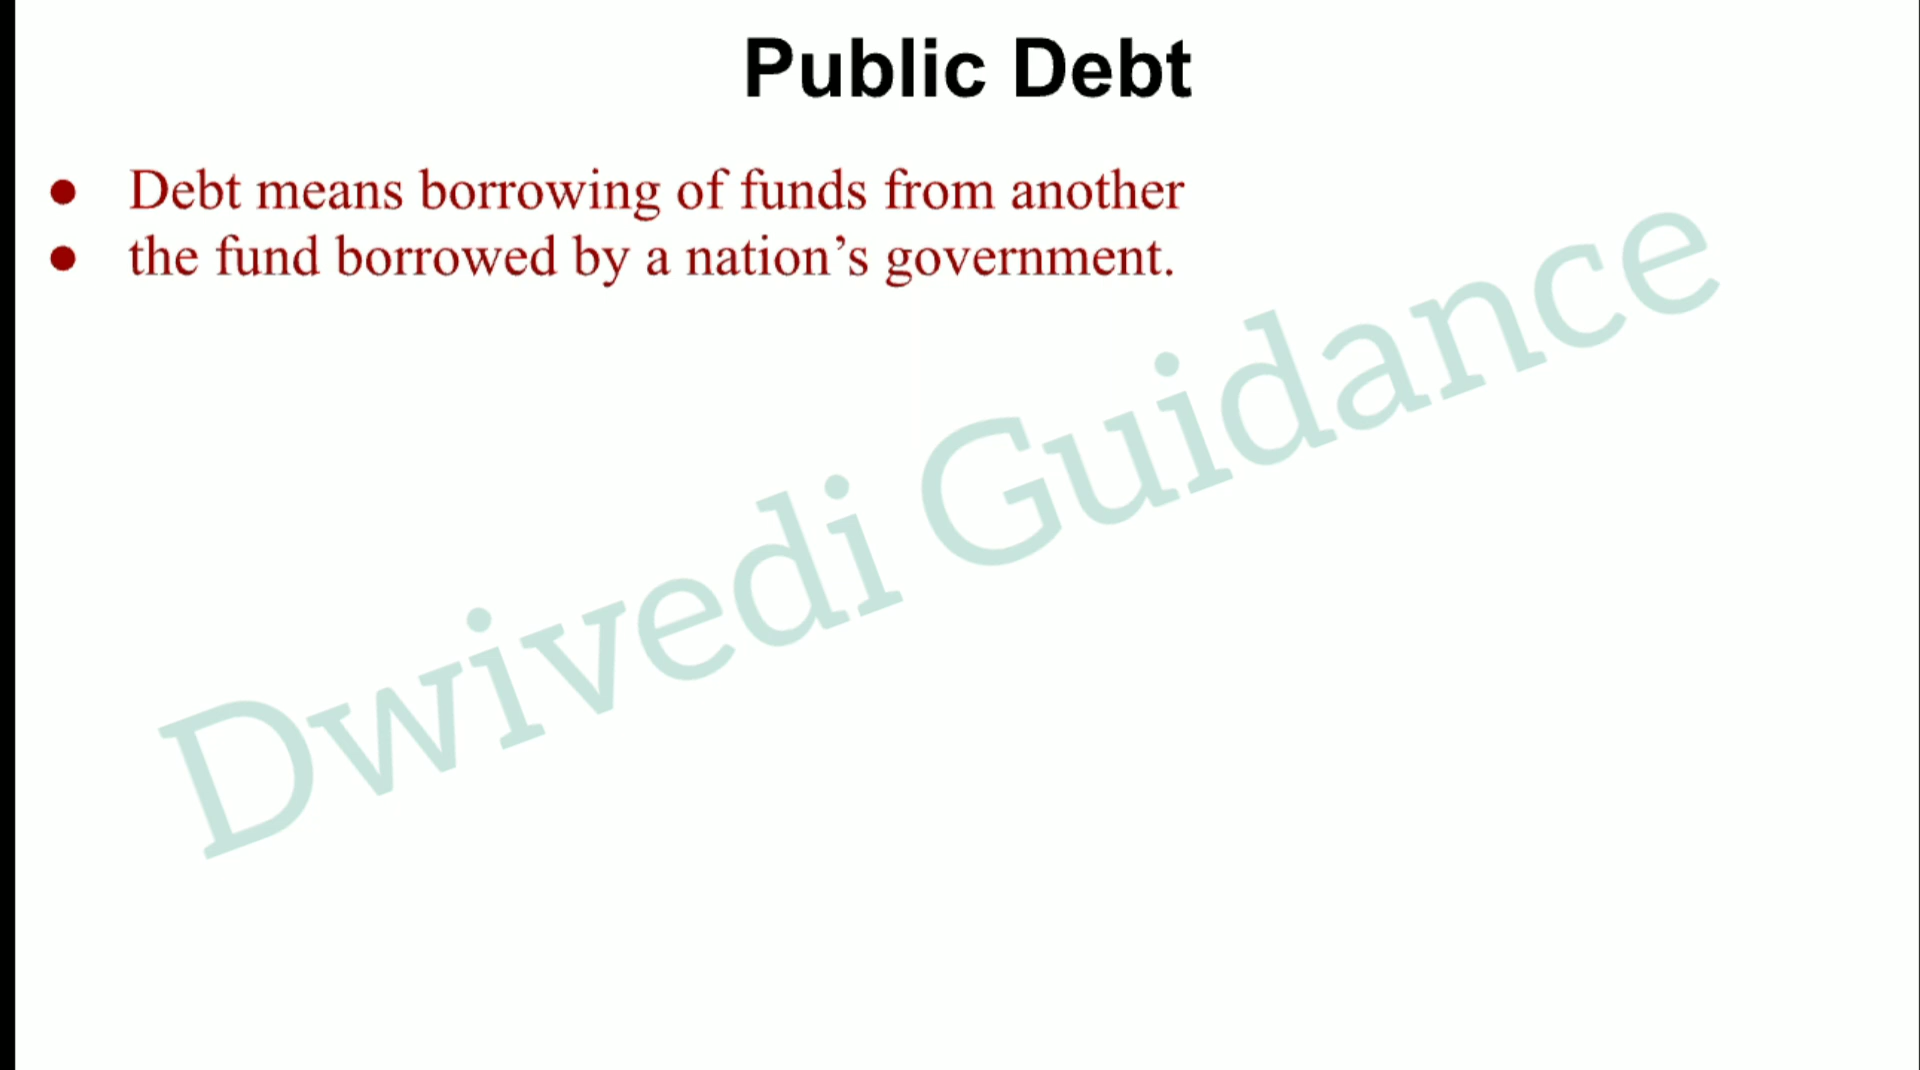 Public Debt
● Debt means borrowing of funds from another
● the fund borrowed by a nation’s government.
Dwivedi Guidance